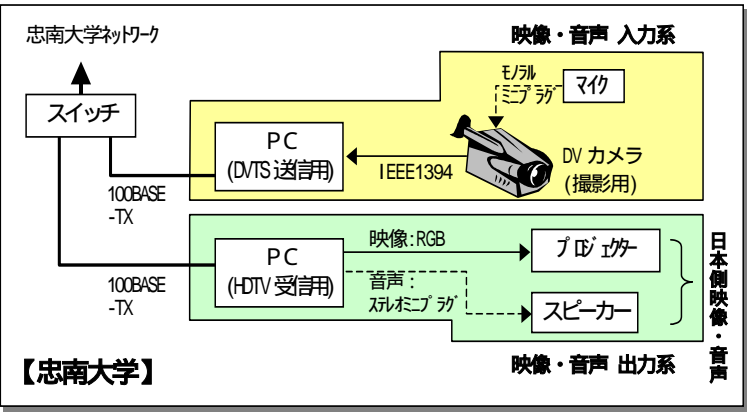 忠南大学ネットワーク
映像・音声 入力系
スイッチ
モノラル
ミニプラグ
マイク
PC
(DVTS送信用)
IEEE1394
DVカメラ
(撮影用)
100BASE
-TX
PC
(HDTV受信用)
映像:RGB
プロジェクター
音声:
ステレオミニプラグ
スピーカー
100BASE
-TX
日本側映像・音声
映像・音声 出力系
【忠南大学】